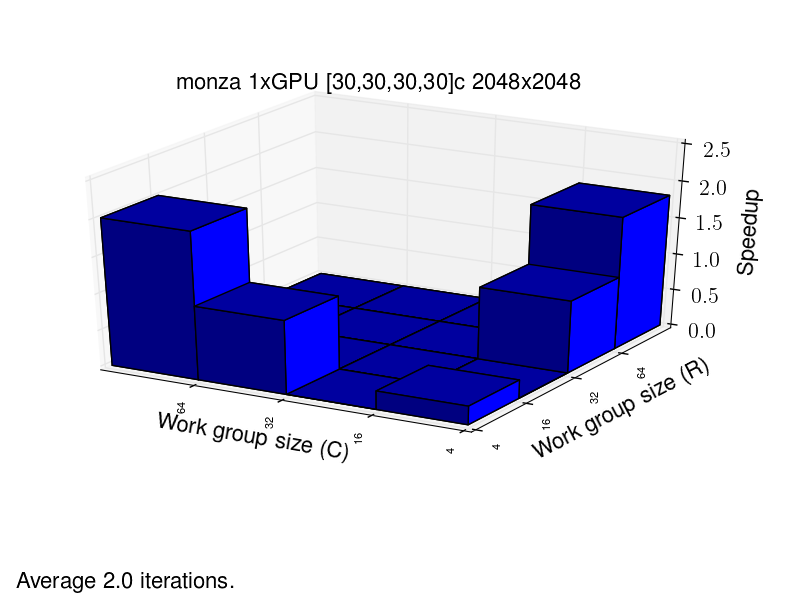 monza 1xGPU [30,30,30,30]c 2048x2048
2.5
2.0
1.5
1.0
0.5
0.0
Speedup
64
32
16
4
Work group size (C)
4
16
32
64
Work group size (R)
Average 2.0 iterations.